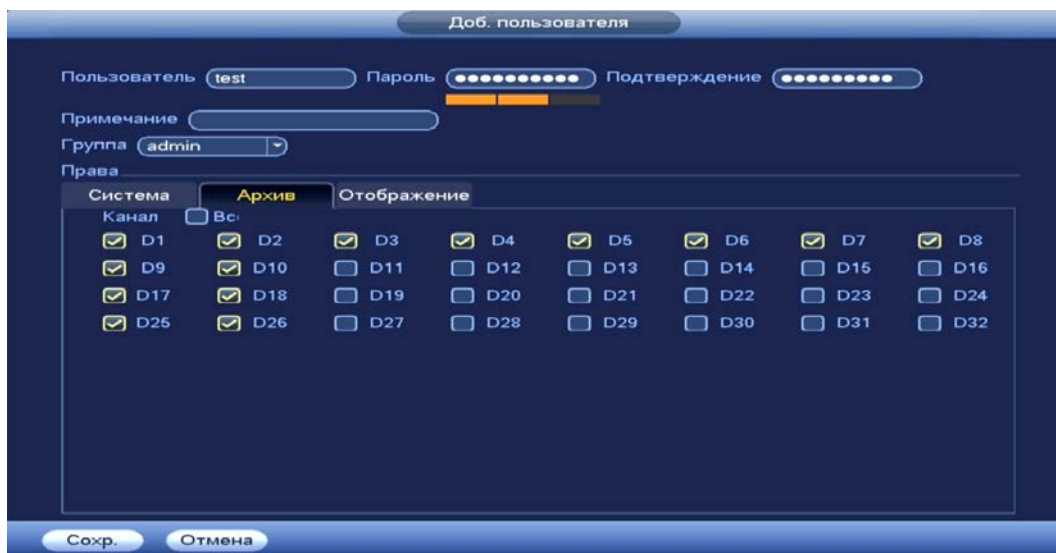 Доб. пользователя
Пользователь test Пароль Подтверждение
Примечание
Группа admin
Права
Система Архив Отображение
Канал Вс
D1 D2 D3 D4 D5 D6 D7 D8
D9 D10 D11 D12 D13 D14 D15 D16
D17 D18 D19 D20 D21 D22 D23 D24
D25 D26 D27 D28 D29 D30 D31 D32
Сохр. Отмена